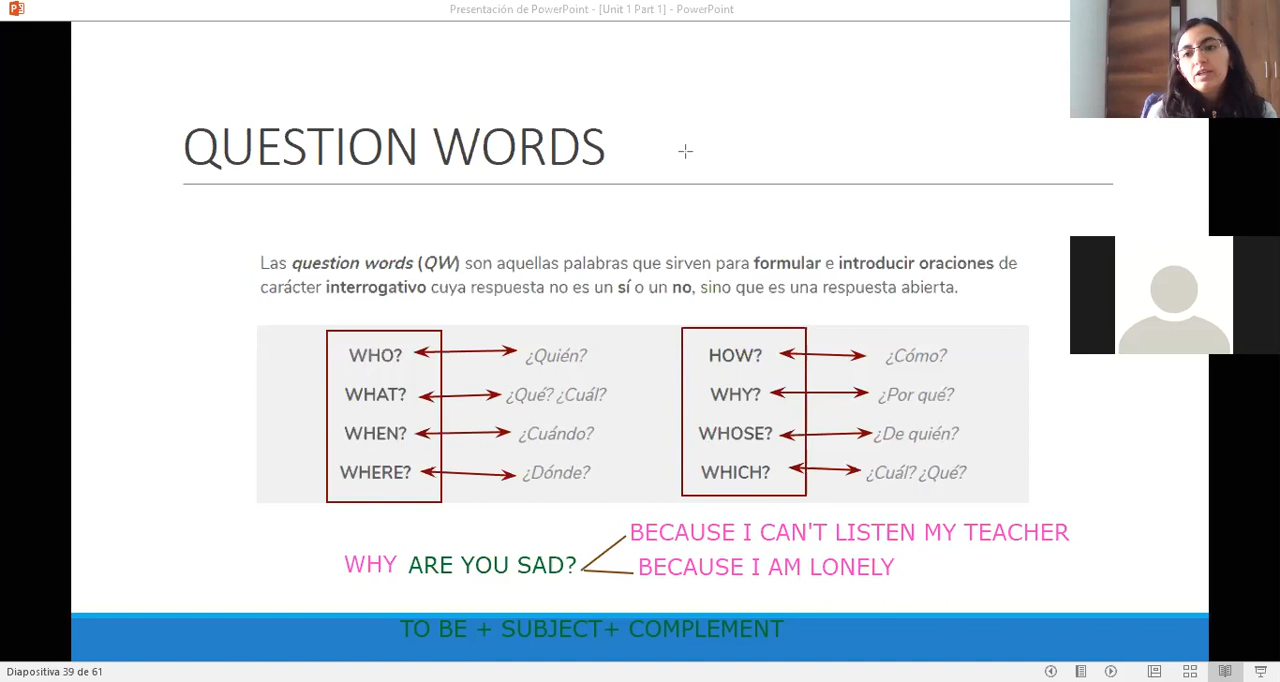 Presentación de PowerPoint - [Unit 1 Part 1] - PowerPoint
QUESTION WORDS
Las question words (QW) son aquellas palabras que sirven para formular e introducir oraciones de
carácter interrogativo cuya respuesta no es un sí o un no, sino que es una respuesta abierta.
WHO? ¿Quién? HOW? ¿Cómo?
WHAT? ¿Qué? ¿Cuál? WHY? ¿Por qué?
WHEN? ¿Cuándo? WHOSE? ¿De quién?
WHERE? ¿Dónde? WHICH? ¿Cuál? ¿Qué?
BECAUSE I CAN'T LISTEN MY TEACHER
WHY ARE YOU SAD?
BECAUSE I AM LONELY
TO BE + SUBJECT+ COMPLEMENT
Diapositiva 39 de 61